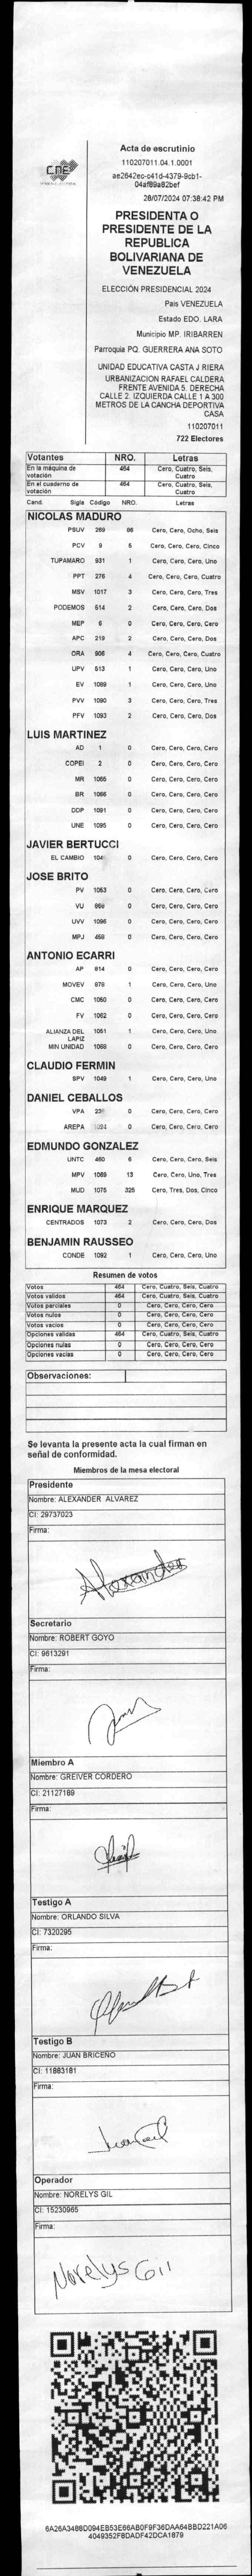 CNE
Acta de escrutinio
110207011.04.1.0001
ae2642ec-c41d-4379-9cb1-
04af89a82bef
28/07/2024 07:38:42 PM
PRESIDENTA O
PRESIDENTE DE LA
REPUBLICA
BOLIVARIANA DE
VENEZUELA
ELECCIÓN PRESIDENCIAL 2024
Pais VENEZUELA
Estado EDO. LARA
Municipio MP. IRIBARREN
Parroquia PQ. GUERRERA ANA SOTO
UNIDAD EDUCATIVA CASTA J RIERA
URBANIZACION RAFAEL CALDERA
FRENTE AVENIDA 5. DERECHA
CALLE 2. IZQUIERDA CALLE 1 A 300
METROS DE LA CANCHA DEPORTIVA
CASA
110207011
722 Electores
Votantes NRO. Letras
En la máquina de votación 464 Cero, Cuatro, Seis, Cuatro
En el cuaderno de votación 464 Cero, Cuatro, Seis, Cuatro
Cand. Sigla Código NRO. Letras
NICOLAS MADURO
PSUV 269 86 Cero, Cero, Ocho, Seis
PCV 9 5 Cero, Cero, Cero, Cinco
TUPAMARO 931 1 Cero, Cero, Cero, Uno
PPT 276 4 Cero, Cero, Cero, Cuatro
MSV 1017 3 Cero, Cero, Cero, Tres
PODEMOS 514 2 Cero, Cero, Cero, Dos
MEP 6 0 Cero, Cero, Cero, Cero
APC 219 2 Cero, Cero, Cero, Dos
ORA 906 4 Cero, Cero, Cero, Cuatro
UPV 513 1 Cero, Cero, Cero, Uno
EV 1089 1 Cero, Cero, Cero, Uno
PVV 1090 3 Cero, Cero, Cero, Tres
PFV 1093 2 Cero, Cero, Cero, Dos
LUIS MARTINEZ
AD 1 0 Cero, Cero, Cero, Cero
COPEI 2 0 Cero, Cero, Cero, Cero
MR 1065 0 Cero, Cero, Cero, Cero
BR 1066 0 Cero, Cero, Cero, Cero
DDP 1091 0 Cero, Cero, Cero, Cero
UNE 1095 0 Cero, Cero, Cero, Cero
JAVIER BERTUCCI
EL CAMBIO 0 Cero, Cero, Cero, Cero
JOSE BRITO
PV 1053 0 Cero, Cero, Cero, Cero
VU 0 Cero, Cero, Cero, Cero
UVV 1096 0 Cero, Cero, Cero, Cero
MPJ 458 0 Cero, Cero, Cero, Cero
ANTONIO ECARRI
AP 814 0 Cero, Cero, Cero, Cero
MOVEV 878 1 Cero, Cero, Cero, Uno
CMC 1050 0 Cero, Cero, Cero, Cero
FV 1062 0 Cero, Cero, Cero, Cero
ALIANZA DEL LAPIZ 1051 1 Cero, Cero, Cero, Uno
MIN UNIDAD 1068 0 Cero, Cero, Cero, Cero
CLAUDIO FERMIN
SPV 1049 1 Cero, Cero, Cero, Uno
DANIEL CEBALLOS
VPA 0 Cero, Cero, Cero, Cero
AREPA 0 Cero, Cero, Cero, Cero
EDMUNDO GONZALEZ
UNTC 460 6 Cero, Cero, Cero, Seis
MPV 1069 13 Cero, Cero, Uno, Tres
MUD 1075 325 Cero, Tres, Dos, Cinco
ENRIQUE MARQUEZ
CENTRADOS 1073 2 Cero, Cero, Cero, Dos
BENJAMIN RAUSSEO
CONDE 1092 1 Cero, Cero, Cero, Uno
Resumen de votos
Votos 464 Cero, Cuatro, Seis, Cuatro
Votos validos 464 Cero, Cuatro, Seis, Cuatro
Votos parciales 0 Cero, Cero, Cero, Cero
Votos nulos 0 Cero, Cero, Cero, Cero
Votos vacios 0 Cero, Cero, Cero, Cero
Opciones validas 464 Cero, Cuatro, Seis, Cuatro
Opciones nulas 0 Cero, Cero, Cero, Cero
Opciones vacias 0 Cero, Cero, Cero, Cero
Observaciones:
Se levanta la presente acta la cual firman en
señal de conformidad.
Miembros de la mesa electoral
Presidente
Nombre: ALEXANDER ALVAREZ
CI: 29737023
Firma:
Alexander
Secretario
Nombre: ROBERT GOYO
CI: 9613291
Firma:
Miembro A
Nombre: GREIVER CORDERO
CI: 21127189
Firma:
Testigo A
Nombre: ORLANDO SILVA
CI: 7320295
Firma:
Testigo B
Nombre: JUAN BRICEÑO
CI: 11883181
Firma:
Operador
Nombre: NORELYS GIL
CI: 15230965
Firma:
Norelys Gil
6A26A3488D094EB53E66AB0F9F36DAA64BBD221A06
4049352F8DADF42DCA1879